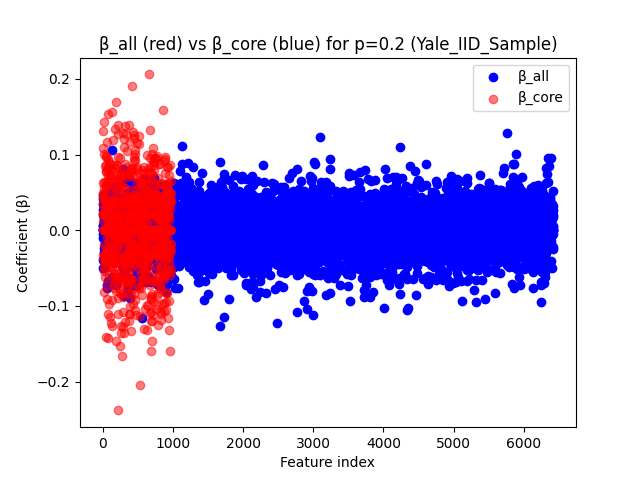 β_all (red) vs β_core (blue) for p=0.2 (Yale_IID_Sample)
β_all
β_core
Coefficient (β)
0.2
0.1
0.0
−0.1
−0.2
0
1000
2000
3000
4000
5000
6000
Feature index